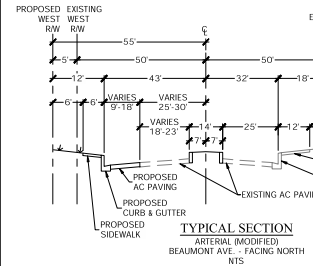 PROPOSED EXISTING
WEST WEST
R/W R/W
E
℄
55'
5' 50' 50'
12' 43' 32' 18'
6' 6' VARIES VARIES
9'-18' 25'-30'
VARIES
18'-23' 14' 25' 12'
7' 7'
PROPOSED
AC PAVING
EXISTING AC PAVI
PROPOSED
CURB & GUTTER
PROPOSED
SIDEWALK
TYPICAL SECTION
ARTERIAL (MODIFIED)
BEAUMONT AVE. - FACING NORTH
NTS